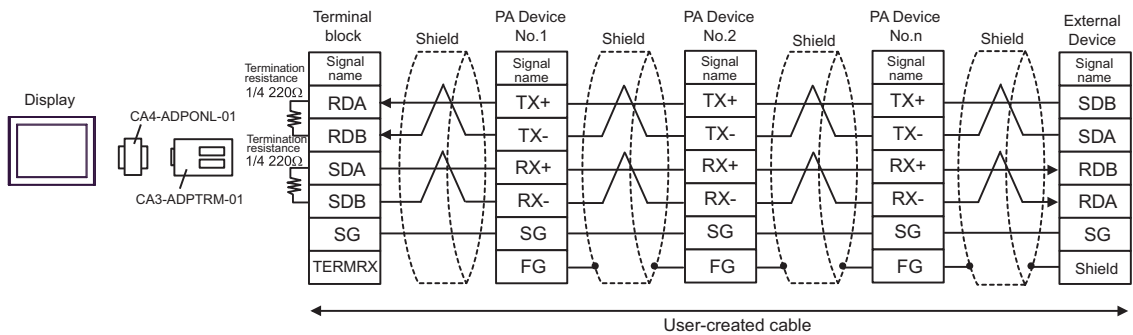 Display
CA4-ADPONL-01
CA3-ADPTRM-01
Termination
resistance
1/4 220Ω
Termination
resistance
1/4 220Ω
Terminal
block
Signal
name
RDA
RDB
SDA
SDB
SG
TERMRX
Shield
PA Device
No.1
Signal
name
TX+
TX-
RX+
RX-
SG
FG
Shield
PA Device
No.2
Signal
name
TX+
TX-
RX+
RX-
SG
FG
Shield
PA Device
No.n
Signal
name
TX+
TX-
RX+
RX-
SG
FG
Shield
External
Device
Signal
name
SDB
SDA
RDB
RDA
SG
Shield
User-created cable